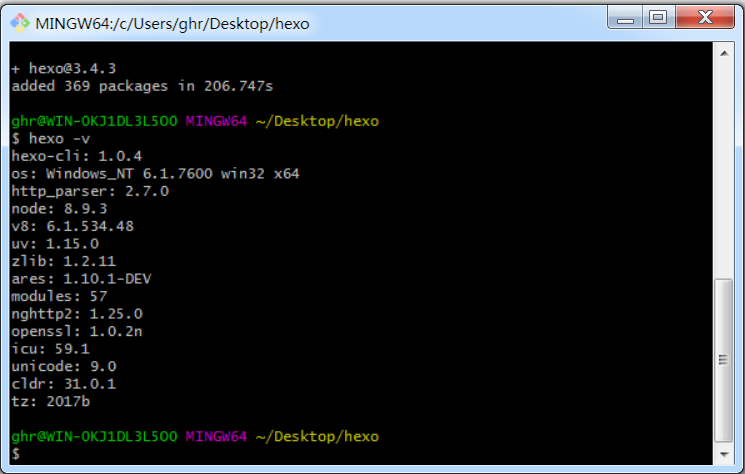 MINGW64:/c/Users/ghr/Desktop/hexo
+ hexo@3.4.3
added 369 packages in 206.747s
ghr@WIN-OKJ1DL3L5OO MINGW64 ~/Desktop/hexo
$ hexo -v
hexo-cli: 1.0.4
os: Windows_NT 6.1.7600 win32 x64
http_parser: 2.7.0
node: 8.9.3
v8: 6.1.534.48
uv: 1.15.0
zlib: 1.2.11
ares: 1.10.1-DEV
modules: 57
nghttp2: 1.25.0
openssl: 1.0.2n
icu: 59.1
unicode: 9.0
cldr: 31.0.1
tz: 2017b
ghr@WIN-OKJ1DL3L5OO MINGW64 ~/Desktop/hexo
$